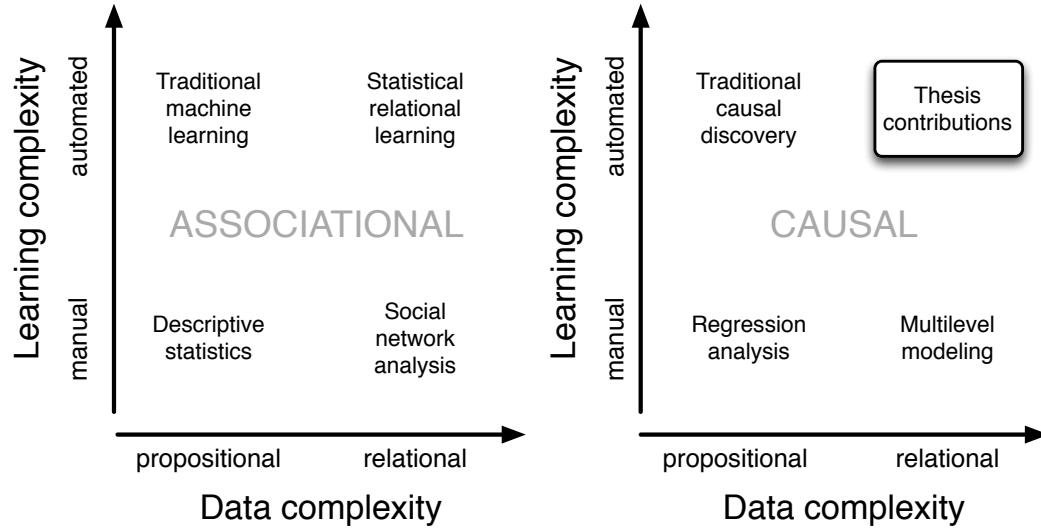 Learning complexity
automated
manual
Traditional
machine
learning
Statistical
relational
learning
ASSOCIATIONAL
Descriptive
statistics
Social
network
analysis
propositional
relational
Data complexity
Learning complexity
automated
manual
Traditional
causal
discovery
Thesis
contributions
CAUSAL
Regression
analysis
Multilevel
modeling
propositional
relational
Data complexity